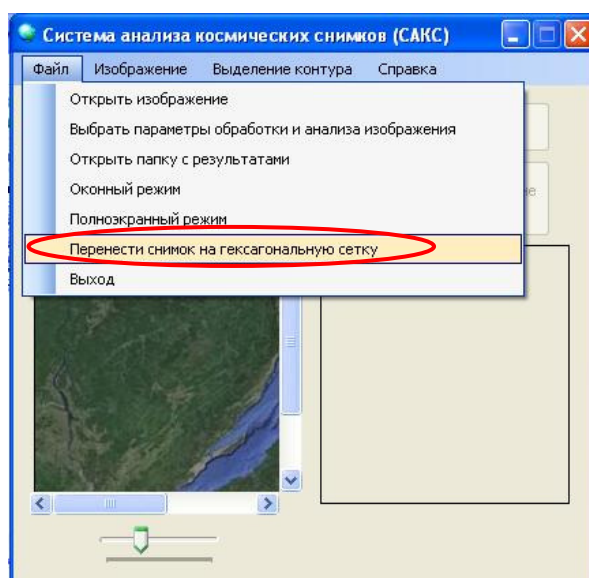 Система анализа космических снимков (САКС)
Файл Изображение Выделение контура Справка
Открыть изображение
Выбрать параметры обработки и анализа изображения
Открыть папку с результатами
Оконный режим
Полноэкранный режим
Перенести снимок на гексагональную сетку
Выход